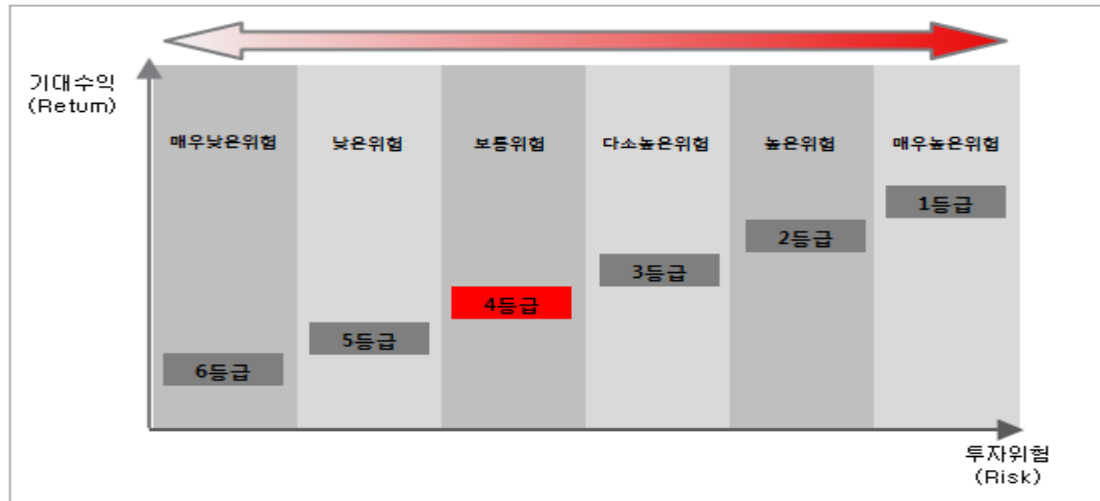 기대수익
(Retum)
매우낮은위험
낮은위험
보통위험
다소높은위험
높은위험
매우높은위험
1등급
2등급
3등급
4등급
5등급
6등급
투자위험
(Risk)